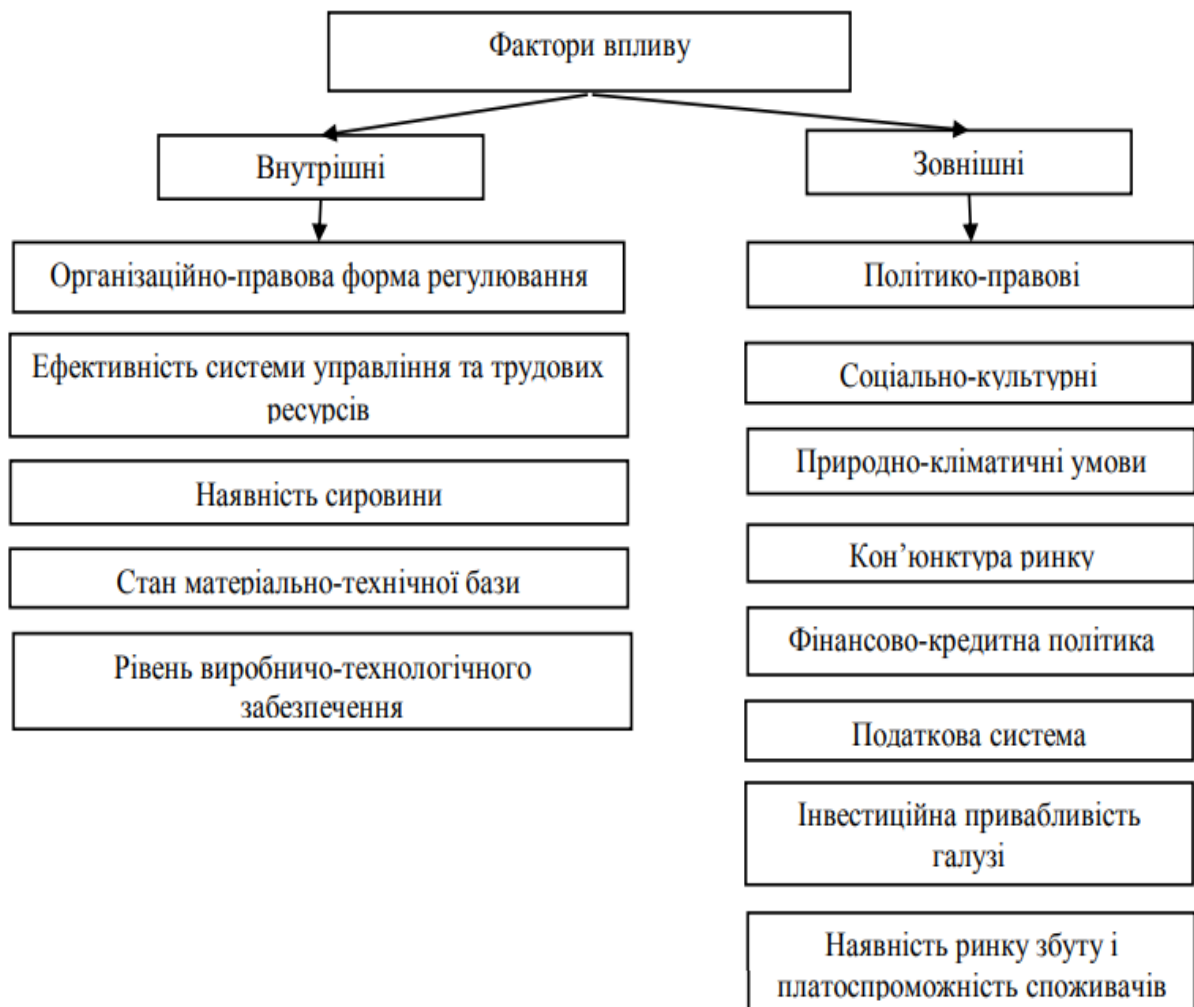 Фактори впливу
Внутрішні
Організаційно-правова форма регулювання
Ефективність системи управління та трудових
ресурсів
Наявність сировини
Стан матеріально-технічної бази
Рівень виробничо-технологічного
забезпечення
Зовнішні
Політико-правові
Соціально-культурні
Природно-кліматичні умови
Кон’юнктура ринку
Фінансово-кредитна політика
Податкова система
Інвестиційна привабливість
галузі
Наявність ринку збуту і
платоспроможність споживачів